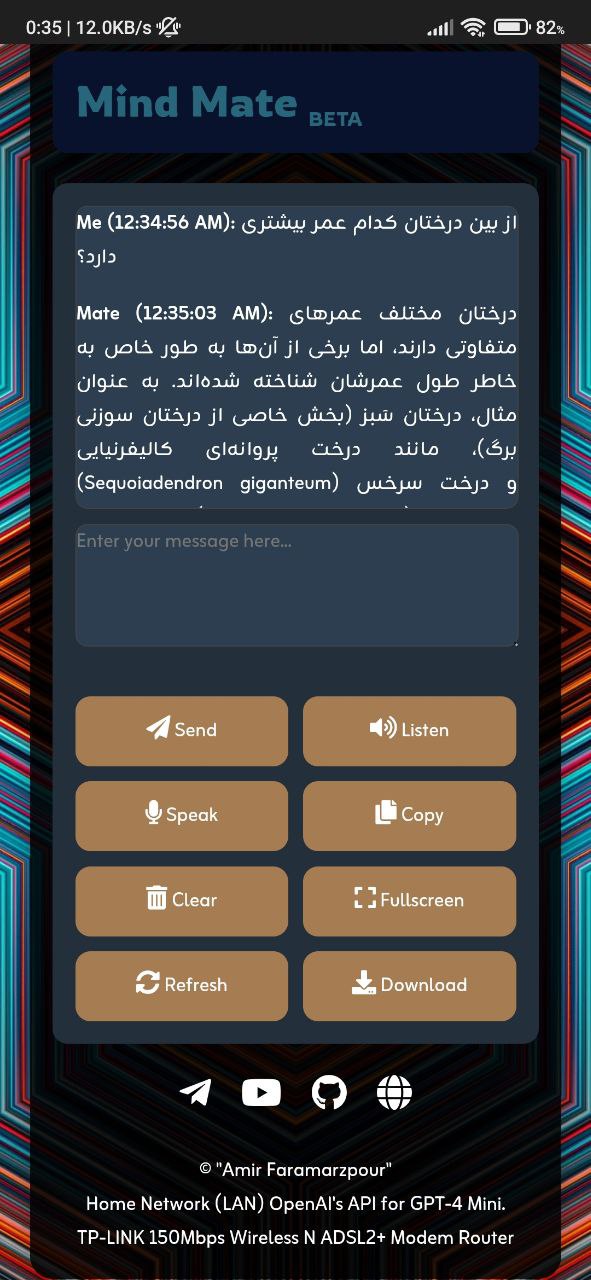 0:35 | 12.0KB/s
82%
Mind Mate BETA
Me (12:34:56 AM): از بین درختان کدام عمر بیشتری
دارد؟
Mate (12:35:03 AM): درختان مختلف عمرهای
متفاوتی دارند، اما برخی از آن‌ها به طور خاص به
خاطر طول عمرشان شناخته شده‌اند. به عنوان
مثال، درختان سَبز (بخش خاصی از درختان سوزنی
برگ)، مانند درخت پروانه‌ای کالیفرنیایی
(Sequoiadendron giganteum) و درخت سرخس
Enter your message here...
Send
Listen
Speak
Copy
Clear
Fullscreen
Refresh
Download
© "Amir Faramarzpour"
Home Network (LAN) OpenAI's API for GPT-4 Mini.
TP-LINK 150Mbps Wireless N ADSL2+ Modem Router